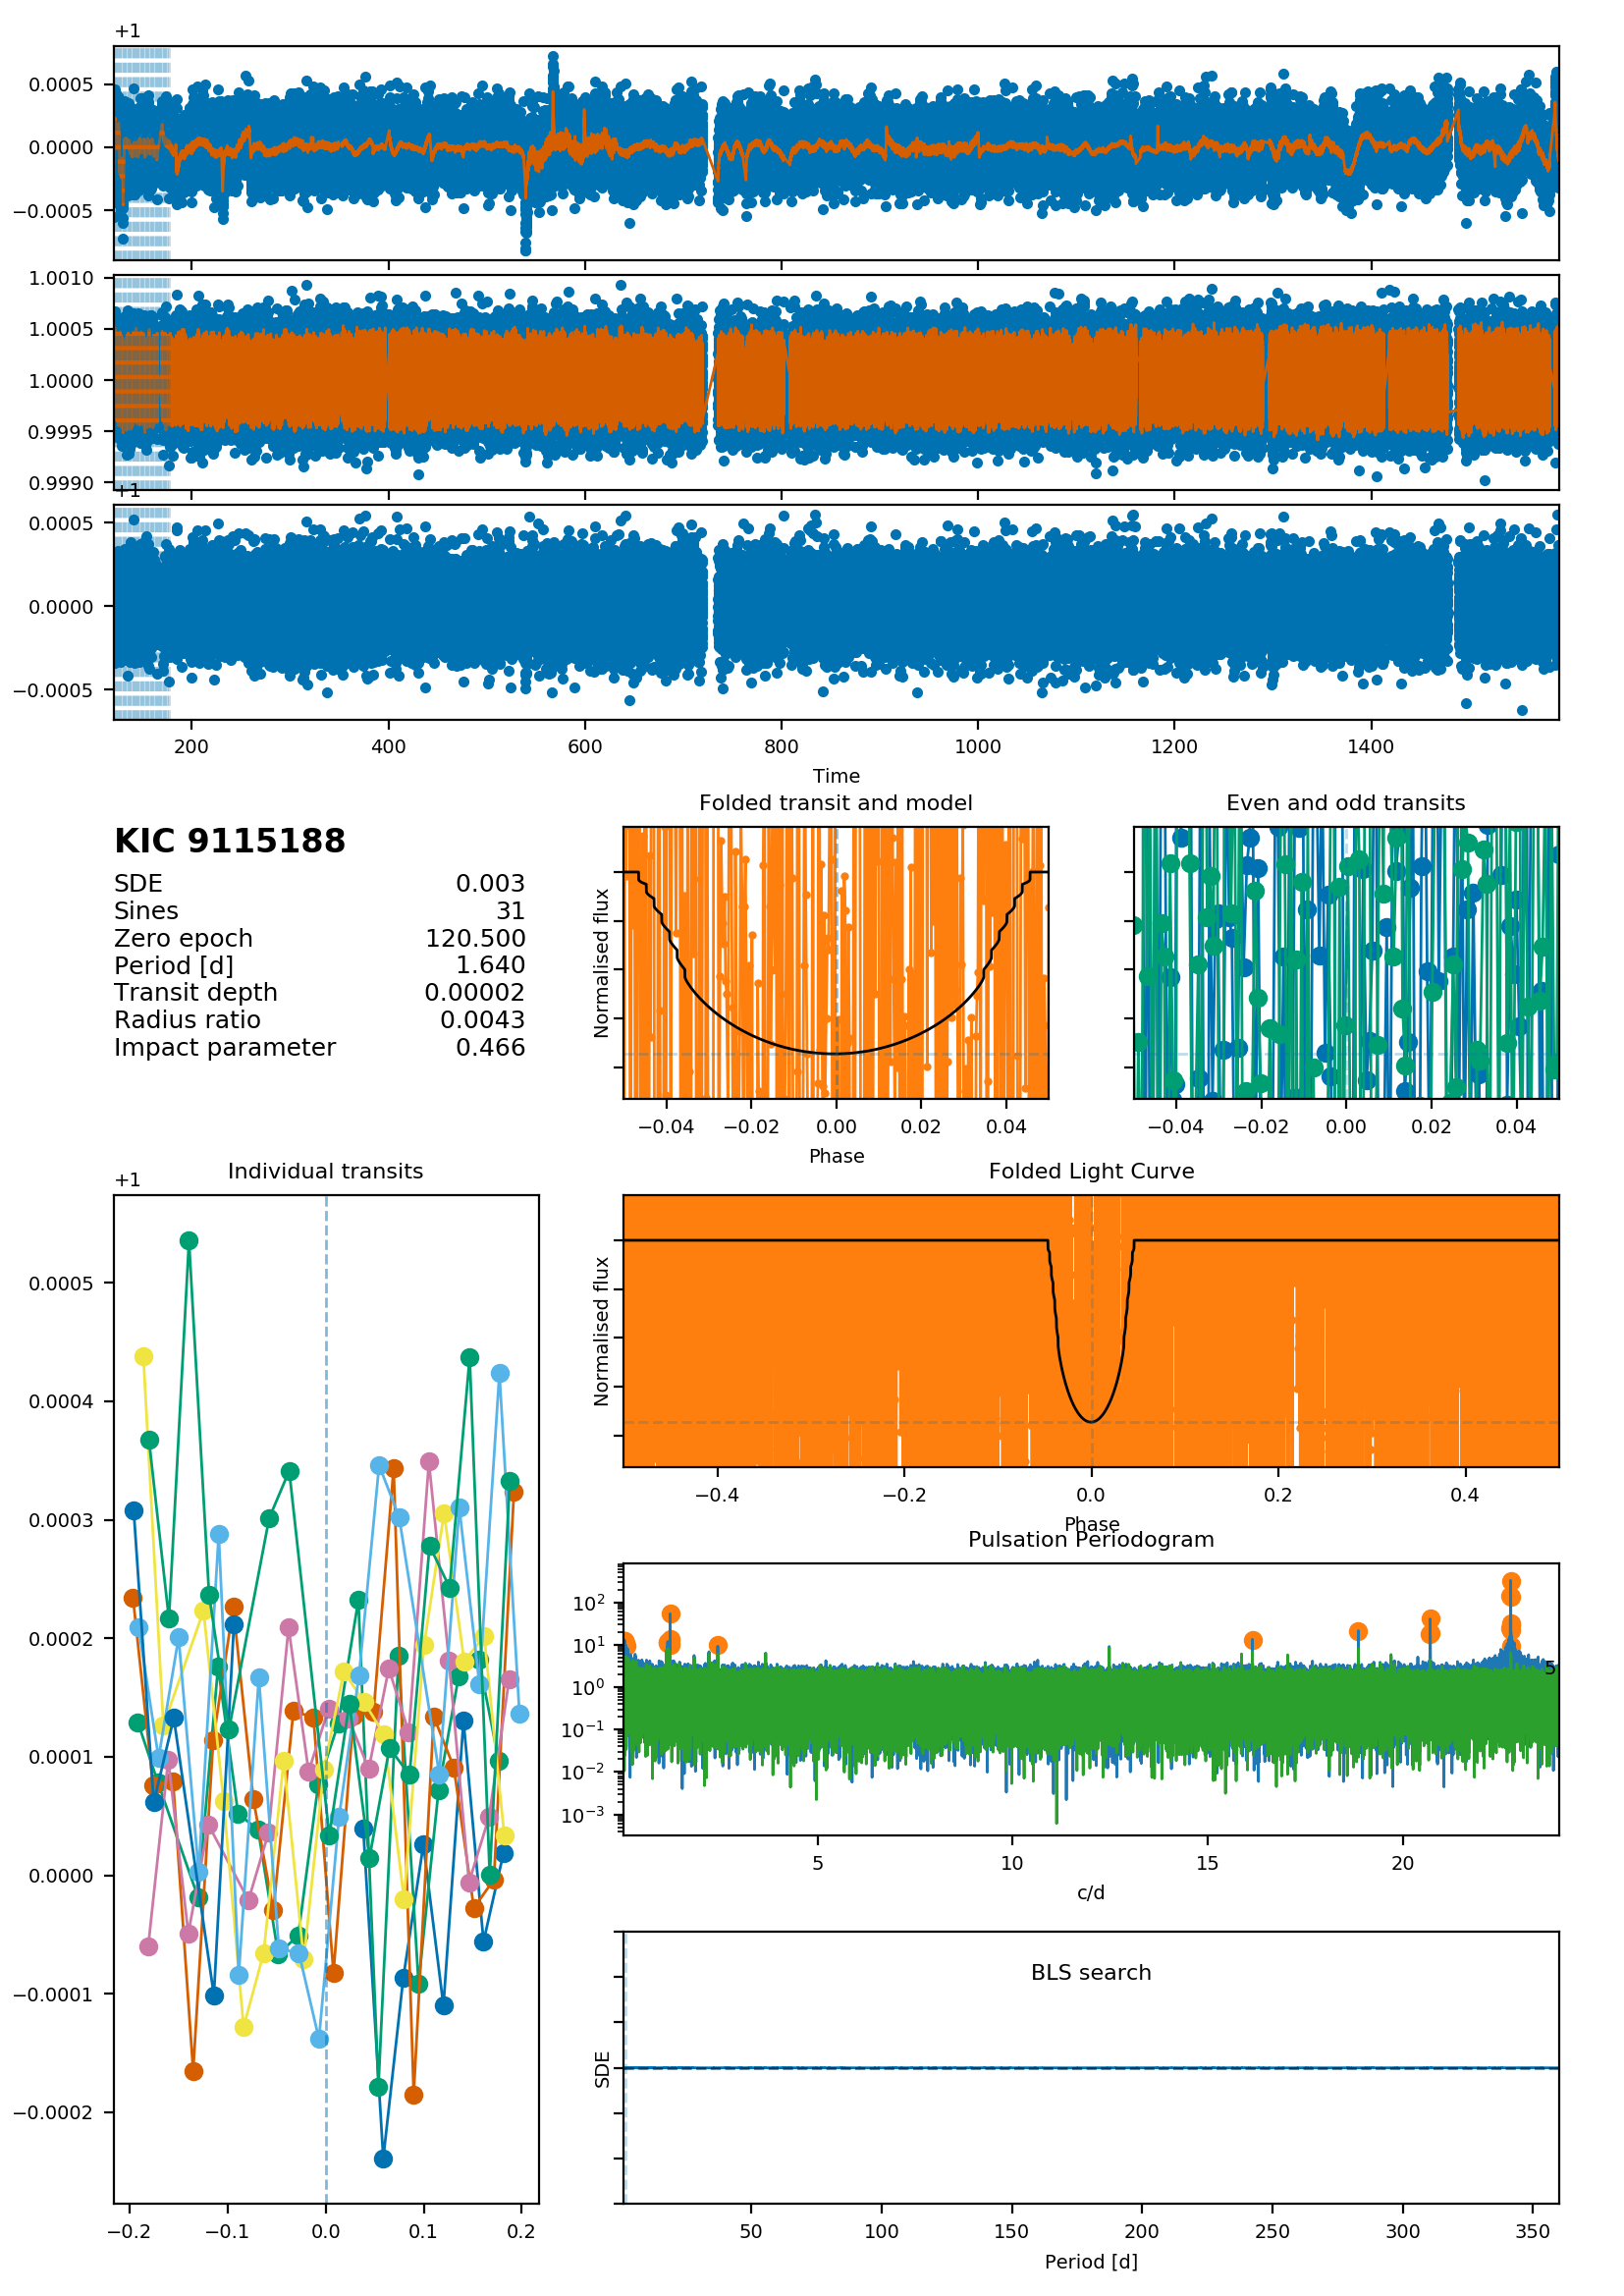 +1
0.0005
0.0000
−0.0005
1.0010
1.0005
1.0000
0.9995
0.9990
+1
0.0005
0.0000
−0.0005
200 400 600 800 1000 1200 1400
Time
KIC 9115188
SDE 0.003
Sines 31
Zero epoch 120.500
Period [d] 1.640
Transit depth 0.00002
Radius ratio 0.0043
Impact parameter 0.466
Folded transit and model
Normalised flux
−0.04 −0.02 0.00 0.02 0.04
Phase
Even and odd transits
−0.04 −0.02 0.00 0.02 0.04
Individual transits
+1
0.0005
0.0004
0.0003
0.0002
0.0001
0.0000
−0.0001
−0.0002
−0.2 −0.1 0.0 0.1 0.2
Folded Light Curve
Normalised flux
−0.4 −0.2 0.0 0.2 0.4
Phase
Pulsation Periodogram
10²
10¹
10⁰
10⁻¹
10⁻²
10⁻³
5
5 10 15 20
c/d
BLS search
SDE
50 100 150 200 250 300 350
Period [d]